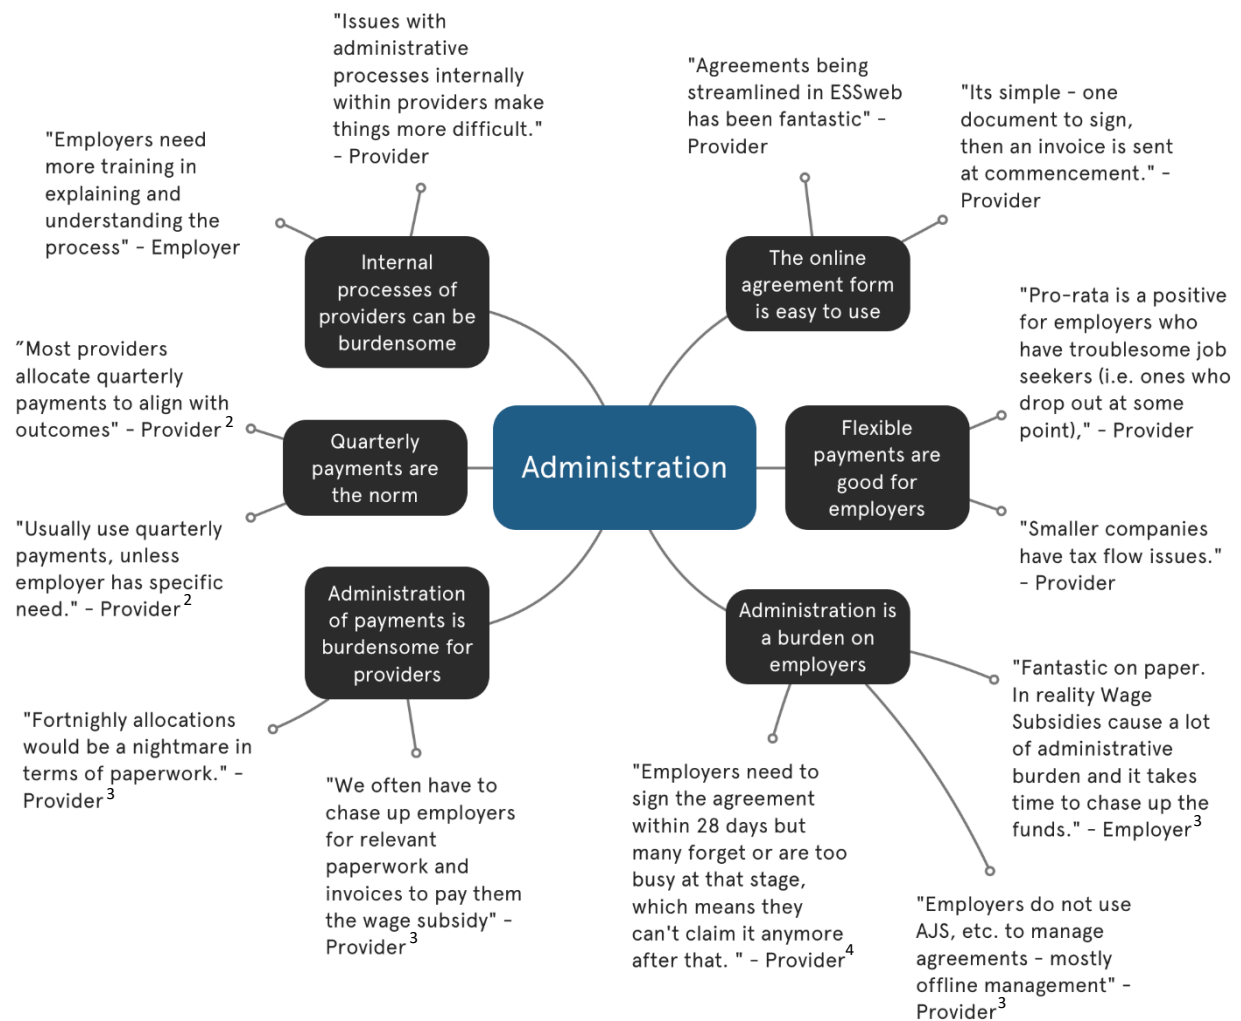 "Issues with
administrative
processes internally
within providers make
things more difficult."
- Provider
"Employers need
more training in
explaining and
understanding the
process" - Employer
Internal
processes of
providers can be
burdensome
"Agreements being
streamlined in ESSweb
has been fantastic" -
Provider
"Its simple - one
document to sign,
then an invoice is sent
at commencement." -
Provider
The online
agreement form
is easy to use
"Most providers
allocate quarterly
payments to align with
outcomes" - Provider 2
Quarterly
payments are
the norm
"Usually use quarterly
payments, unless
employer has specific
need." - Provider 2
Administration
"Pro-rata is a positive
for employers who
have troublesome job
seekers (i.e. ones who
drop out at some
point)," - Provider
Flexible
payments are
good for
employers
"Smaller companies
have tax flow issues."
- Provider
Administration
of payments is
burdensome for
providers
"Fortnighly allocations
would be a nightmare in
terms of paperwork." -
Provider 3
"We often have to
chase up employers
for relevant
paperwork and
invoices to pay them
the wage subsidy" -
Provider 3
Administration is
a burden on
employers
"Employers need to
sign the agreement
within 28 days but
many forget or are too
busy at that stage,
which means they
can't claim it anymore
after that. " - Provider 4
"Fantastic on paper.
In reality Wage
Subsidies cause a lot
of administrative
burden and it takes
time to chase up the
funds." - Employer 3
"Employers do not use
AJS, etc. to manage
agreements - mostly
offline management" -
Provider 3